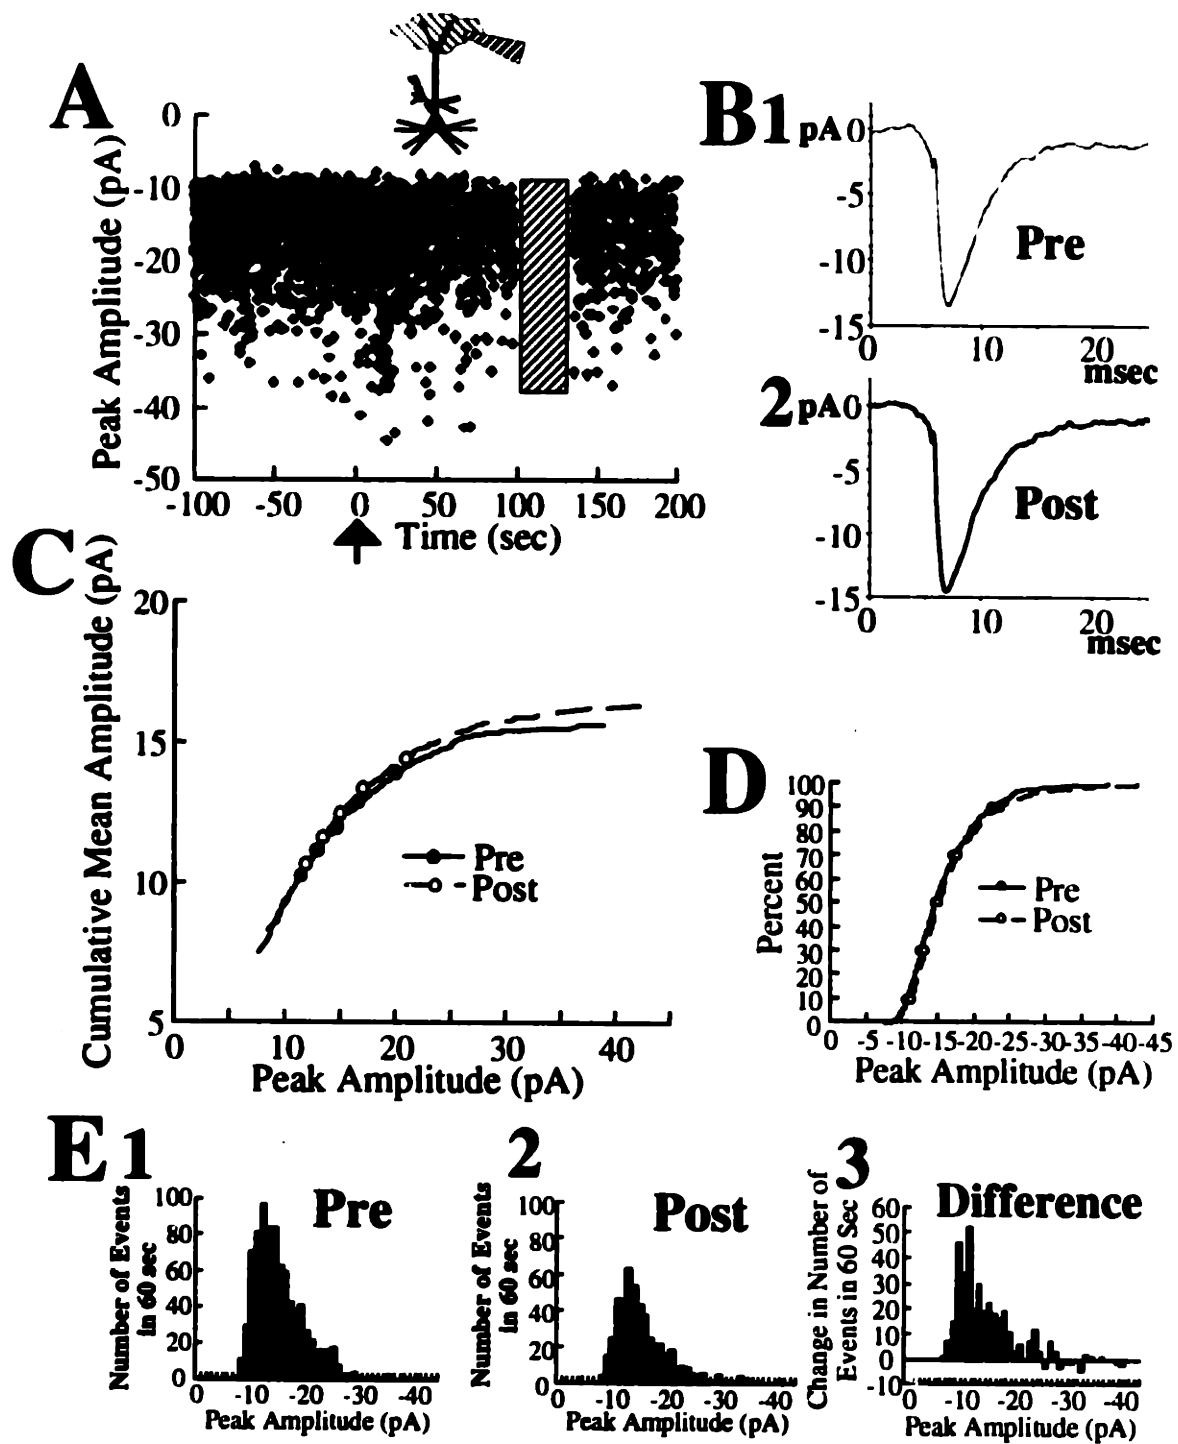 A
Peak Amplitude (pA)
0
-10
-20
-30
-40
-50
-100 -50 0 50 100 150 200
Time (sec)
B1
pA 0
-5
-10
-15
Pre
0 10 20
msec
2
pA 0
-5
-10
-15
Post
0 10 20
msec
C
Cumulative Mean Amplitude (pA)
20
15
10
5
Pre
Post
0 10 20 30 40
Peak Amplitude (pA)
D
Percent
100
90
80
70
60
50
40
30
20
10
0
Pre
Post
0 -5 -10 -15 -20 -25 -30 -35 -40 -45
Peak Amplitude (pA)
E1
Pre
Number of Events
in 60 sec
100
80
60
40
20
0
0 -10 -20 -30 -40
Peak Amplitude (pA)
2
Post
Number of Events
in 60 sec
100
80
60
40
20
0
0 -10 -20 -30 -40
Peak Amplitude (pA)
3
Difference
Change in Number of
Events in 60 Sec
60
50
40
30
20
10
0
-10
0 -10 -20 -30 -40
Peak Amplitude (pA)